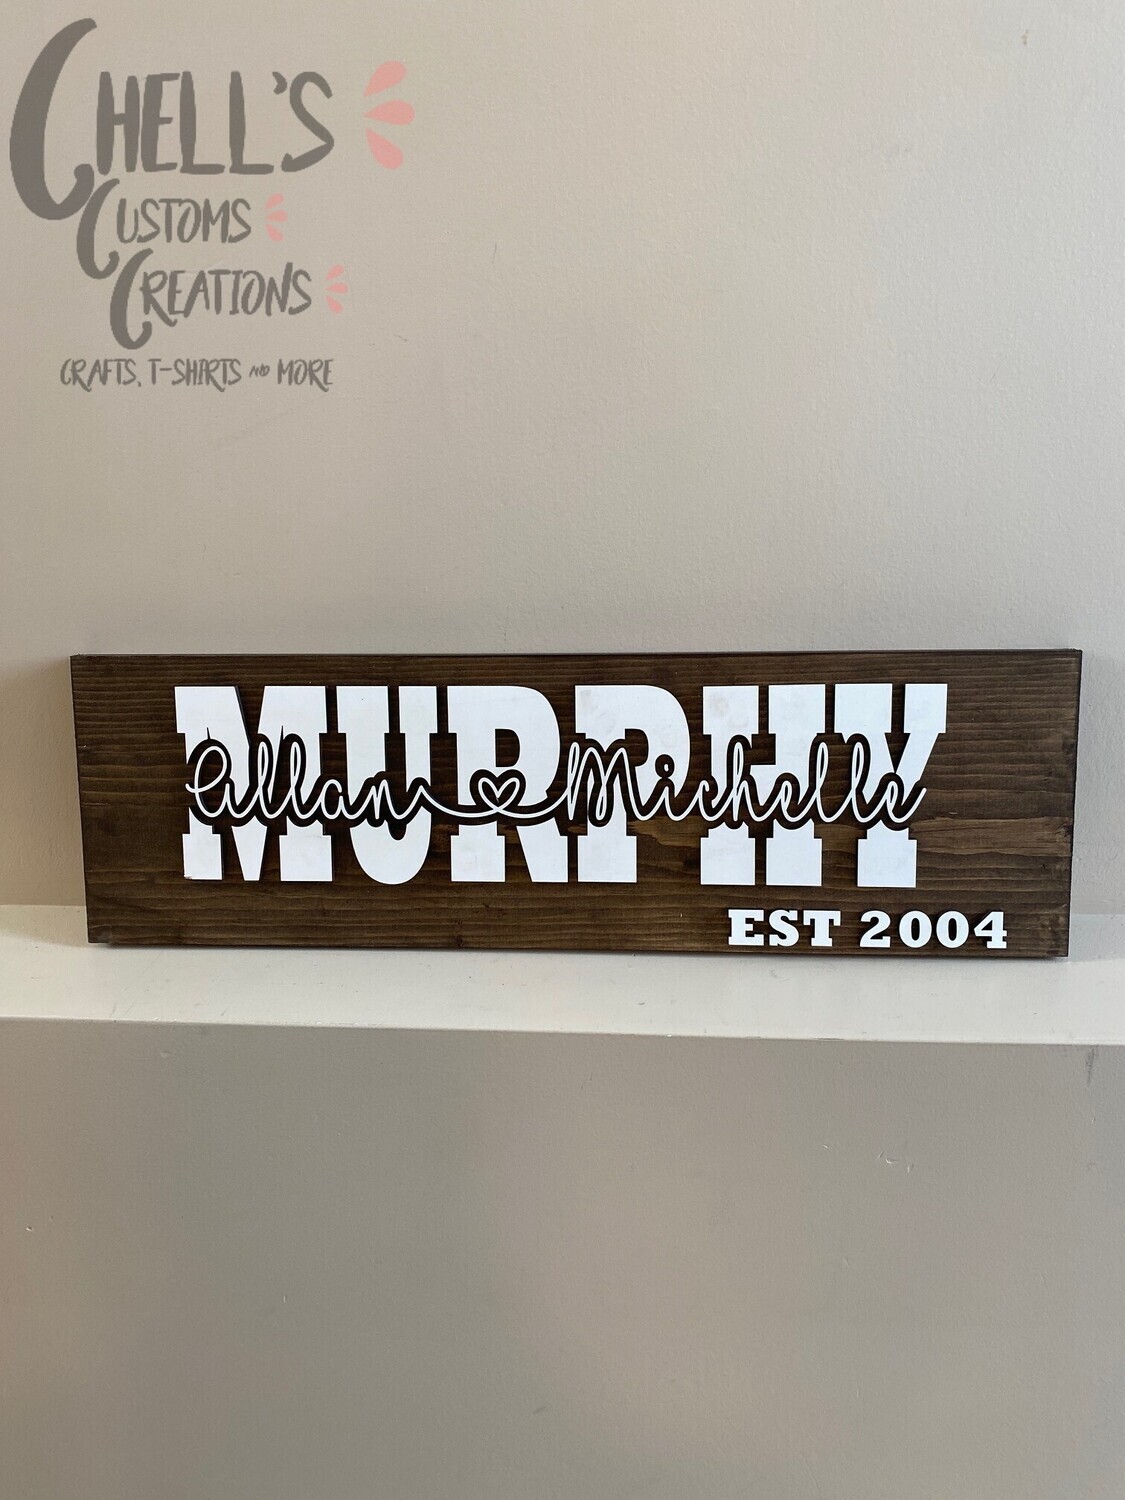 CHELL'S
CUSTOMS
CREATIONS
CRAFTS, T-SHIRTS AND MORE
MURPHY
Allan Michelle
EST 2004